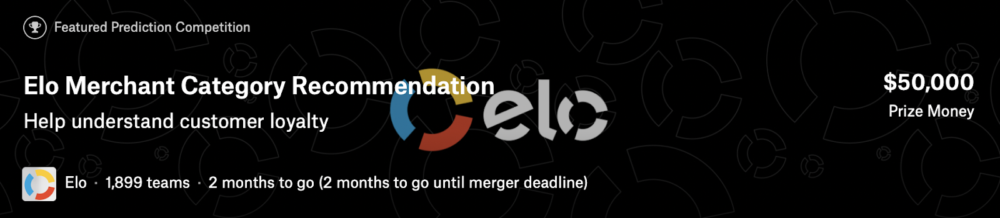 Featured Prediction Competition
Elo Merchant Category Recommendation
Help understand customer loyalty
elo
$50,000
Prize Money
Elo · 1,899 teams · 2 months to go (2 months to go until merger deadline)